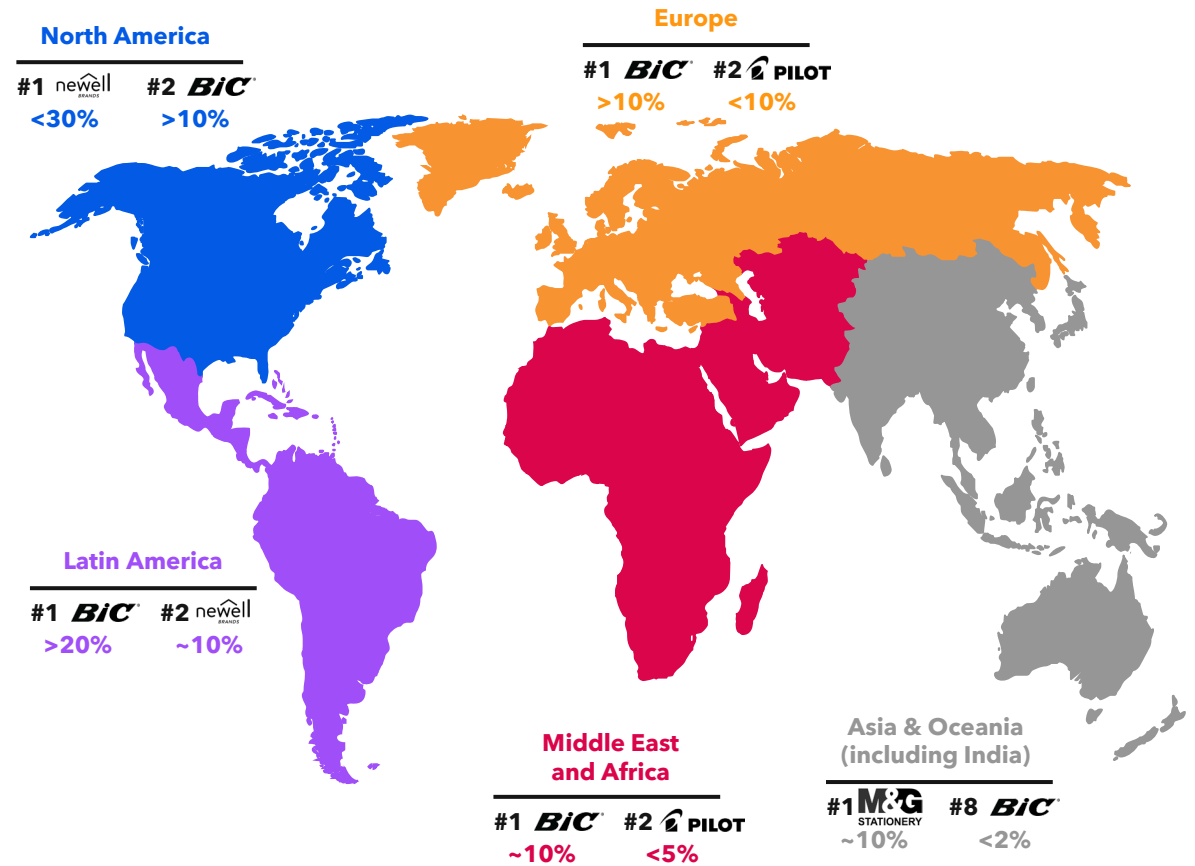 North America
#1 newell BRANDS #2 BiC®
<30% >10%
Europe
#1 BiC® #2 PILOT
>10% <10%
Latin America
#1 BiC® #2 newell BRANDS
>20% ~10%
Middle East
and Africa
#1 BiC® #2 PILOT
~10% <5%
Asia & Oceania
(including India)
#1 M&G STATIONERY #8 BiC®
~10% <2%